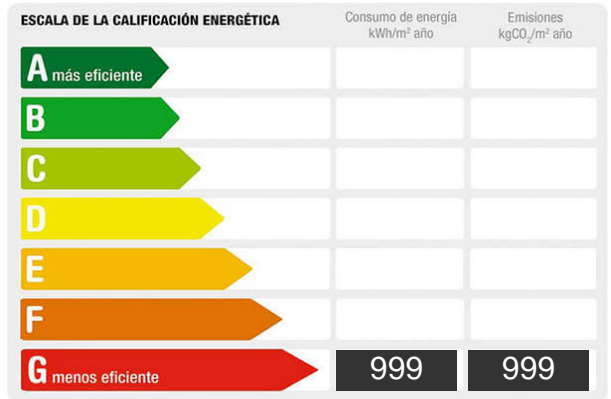 ESCALA DE LA CALIFICACIÓN ENERGÉTICA
Consumo de energía
kWh/m² año
Emisiones
kgCO₂/m² año
A más eficiente
B
C
D
E
F
G menos eficiente 999 999